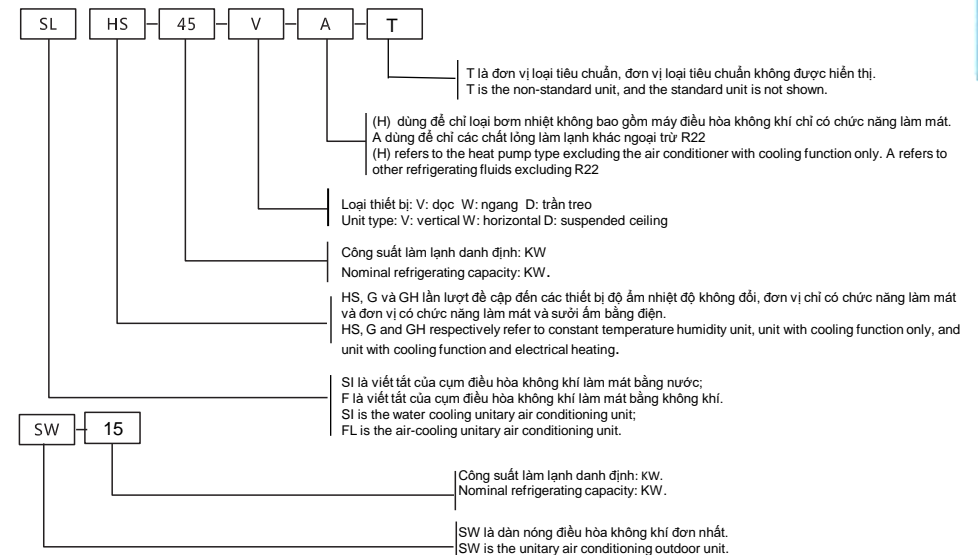 SL HS 45 V A T
T là đơn vị loại tiêu chuẩn, đơn vị loại tiêu chuẩn không được hiển thị.
T is the non-standard unit, and the standard unit is not shown.
(H) dùng để chỉ loại bơm nhiệt không bao gồm máy điều hòa không khí chỉ có chức năng làm mát.
A dùng để chỉ các chất lỏng làm lạnh khác ngoại trừ R22
(H) refers to the heat pump type excluding the air conditioner with cooling function only. A refers to
other refrigerating fluids excluding R22
Loại thiết bị: V: dọc W: ngang D: trần treo
Unit type: V: vertical W: horizontal D: suspended ceiling
Công suất làm lạnh danh định: KW
Nominal refrigerating capacity: KW.
HS, G và GH lần lượt đề cập đến các thiết bị độ ẩm nhiệt độ không đổi, đơn vị chỉ có chức năng làm mát
và đơn vị có chức năng làm mát và sưởi ấm bằng điện.
HS, G and GH respectively refer to constant temperature humidity unit, unit with cooling function only, and
unit with cooling function and electrical heating.
SI là viết tắt của cụm điều hòa không khí làm mát bằng nước;
F là viết tắt của cụm điều hòa không khí làm mát bằng không khí.
SI is the water cooling unitary air conditioning unit;
FL is the air-cooling unitary air conditioning unit.
SW 15
Công suất làm lạnh danh định: KW.
Nominal refrigerating capacity: KW.
SW là dàn nóng điều hòa không khí đơn nhất.
SW is the unitary air conditioning outdoor unit.